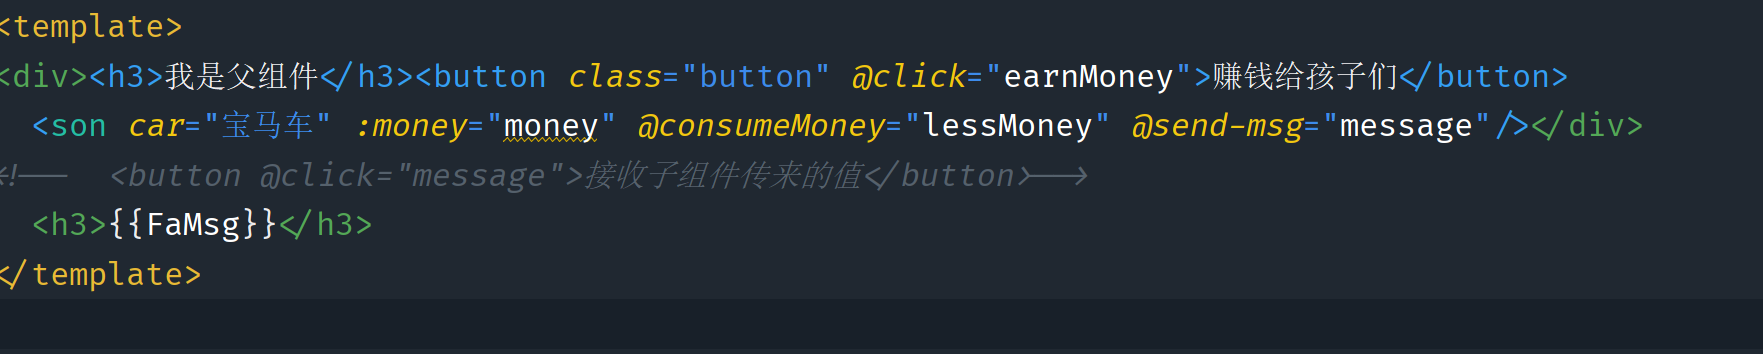 <template>
<div><h3>我是父组件</h3><button class="button" @click="earnMoney">赚钱给孩子们</button>
<son car="宝马车" :money="money" @consumeMoney="lessMoney" @send-msg="message"/></div>
<!-- <button @click="message">接收子组件传来的值</button>-->
<h3>{{FaMsg}}</h3>
</template>